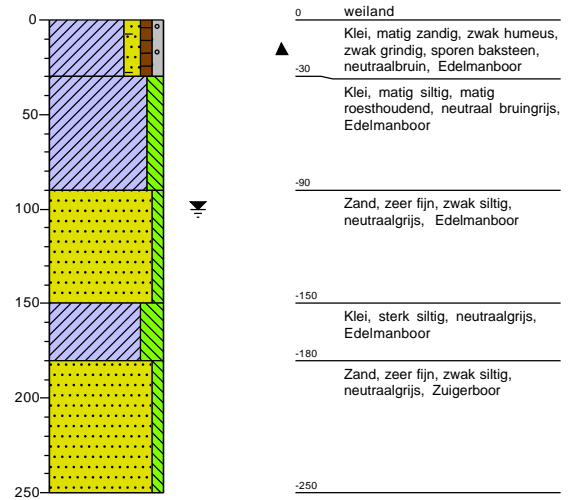 0
50
100
150
200
250
0 weiland
Klei, matig zandig, zwak humeus,
zwak grindig, sporen baksteen,
neutraalbruin, Edelmanboor
-30
Klei, matig siltig, matig
roesthoudend, neutraal bruingrijs,
Edelmanboor
-90
Zand, zeer fijn, zwak siltig,
neutraalgrijs, Edelmanboor
-150
Klei, sterk siltig, neutraalgrijs,
Edelmanboor
-180
Zand, zeer fijn, zwak siltig,
neutraalgrijs, Zuigerboor
-250